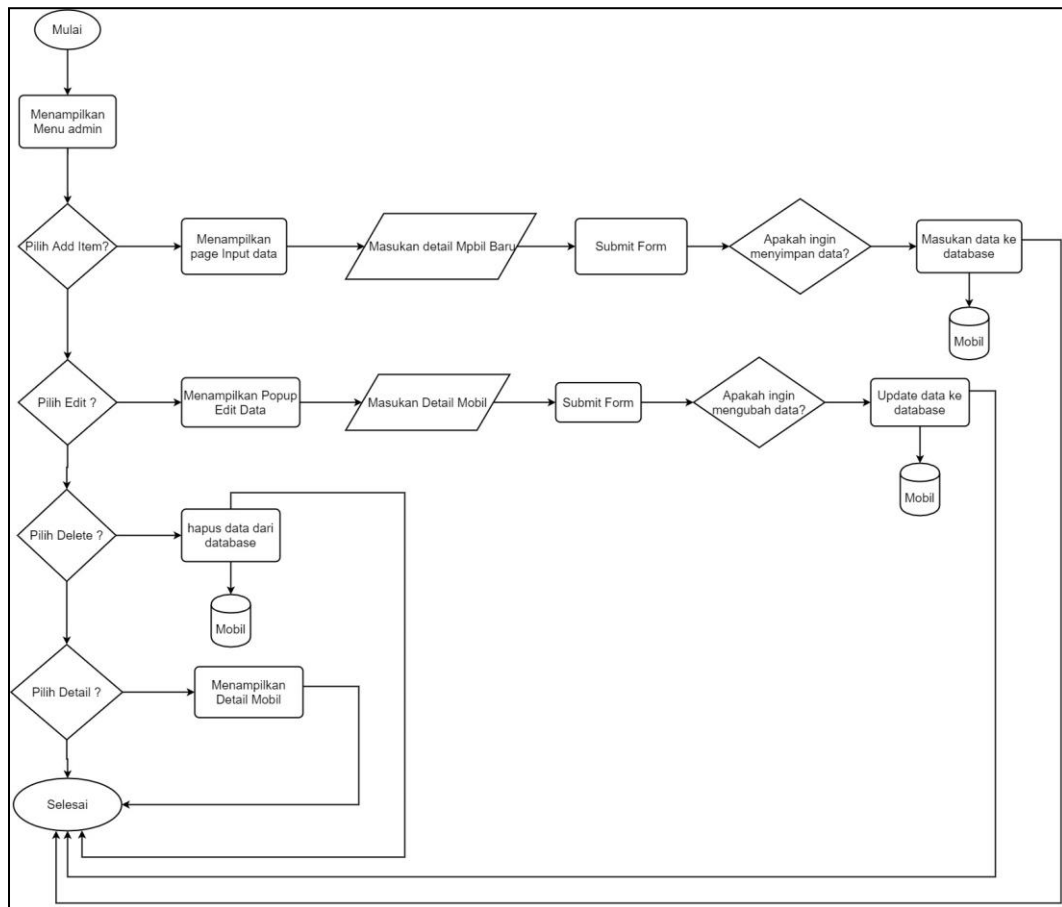 Mulai
Menampilkan
Menu admin
Pilih Add Item?
Menampilkan
page Input data
Masukan detail Mpbil Baru
Submit Form
Apakah ingin
menyimpan data?
Masukan data ke
database
Mobil
Pilih Edit ?
Menampilkan Popup
Edit Data
Masukan Detail Mobil
Submit Form
Apakah ingin
mengubah data?
Update data ke
database
Mobil
Pilih Delete ?
hapus data dari
database
Mobil
Pilih Detail ?
Menampilkan
Detail Mobil
Selesai